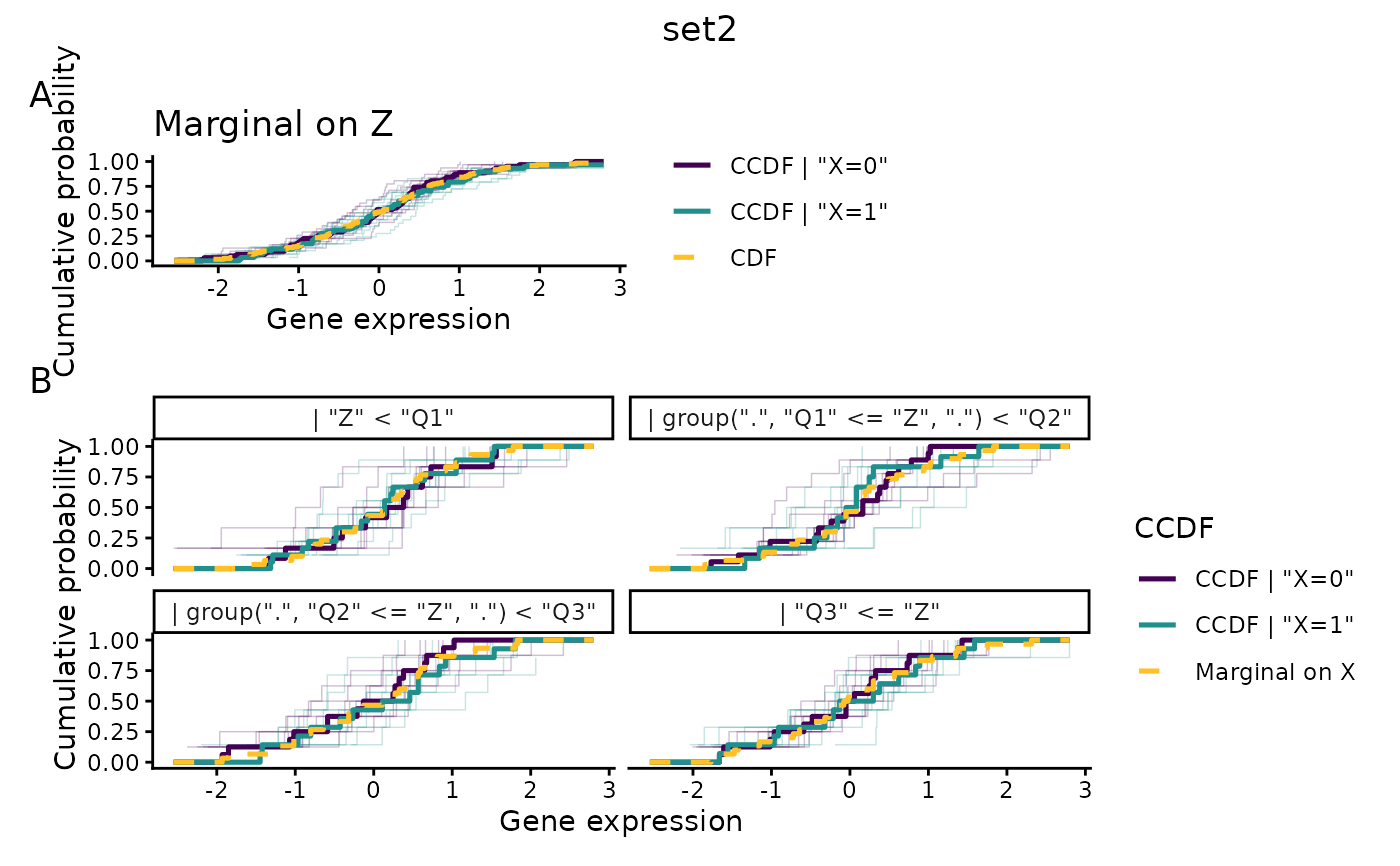 set2
A
Marginal on Z
Cumulative probability
1.00
0.75
0.50
0.25
0.00
-2 -1 0 1 2 3
Gene expression
CCDF | "X=0"
CCDF | "X=1"
CDF
B
| "Z" < "Q1"
| group(".", "Q1" <= "Z", ".") < "Q2"
Cumulative probability
1.00
0.75
0.50
0.25
0.00
| group(".", "Q2" <= "Z", ".") < "Q3"
| "Q3" <= "Z"
1.00
0.75
0.50
0.25
0.00
-2 -1 0 1 2 3
-2 -1 0 1 2 3
Gene expression
CCDF
CCDF | "X=0"
CCDF | "X=1"
Marginal on X